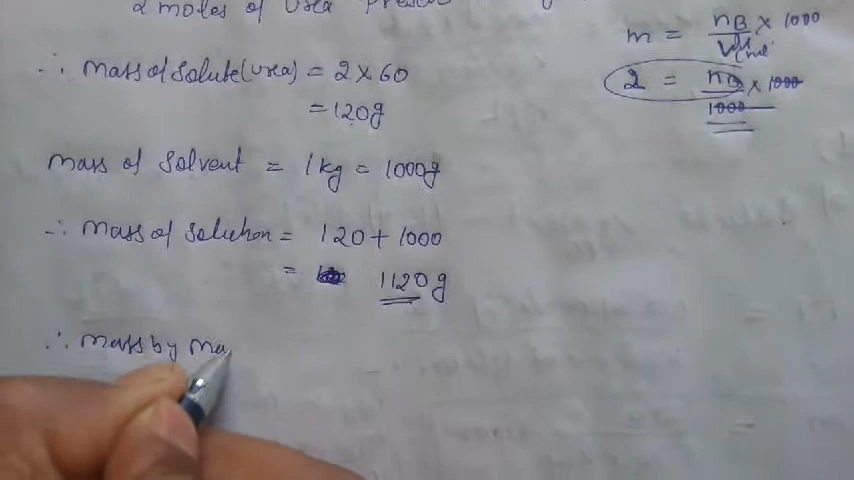 2 moles of Urea Present
∴ Mass of Solute (Urea) = 2 × 60
= 120g
Mass of Solvent = 1kg = 1000g
∴ Mass of Solution = 120 + 1000
= 1120 g
∴ Mass by Ma
m = nB × 1000
2 = nB × 1000
1000